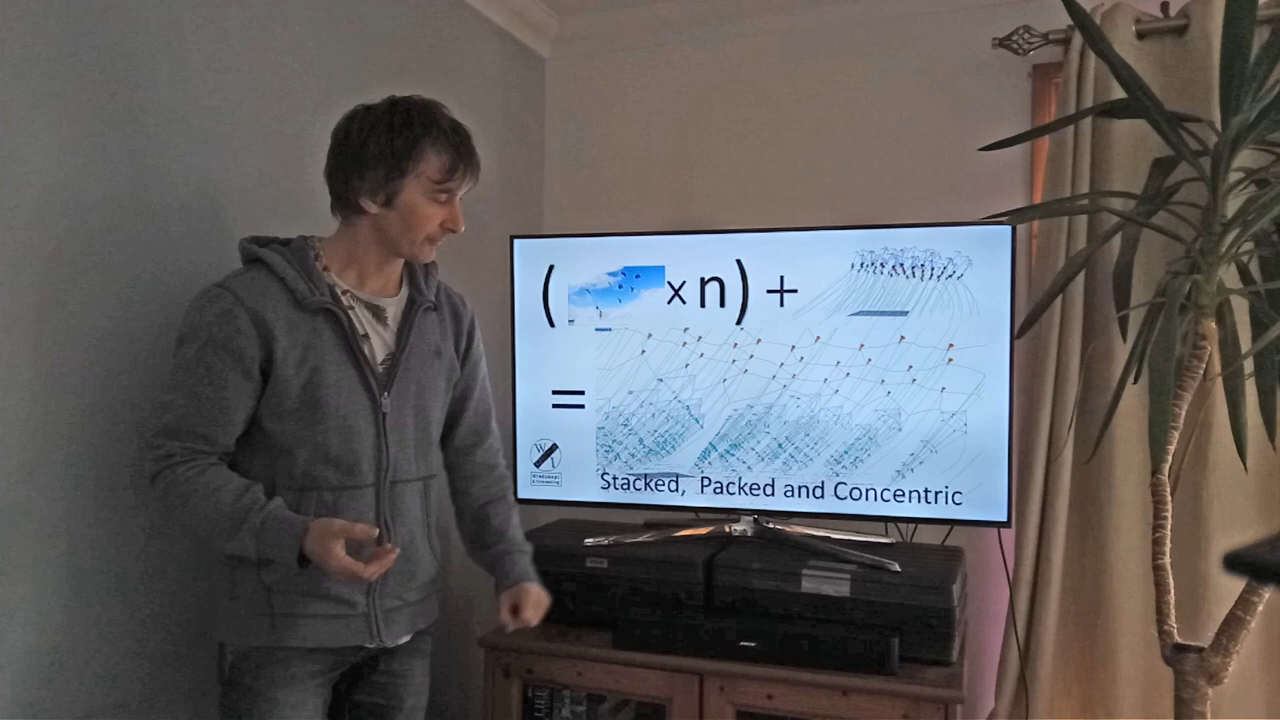 ( x n) +
=
Stacked, Packed and Concentric